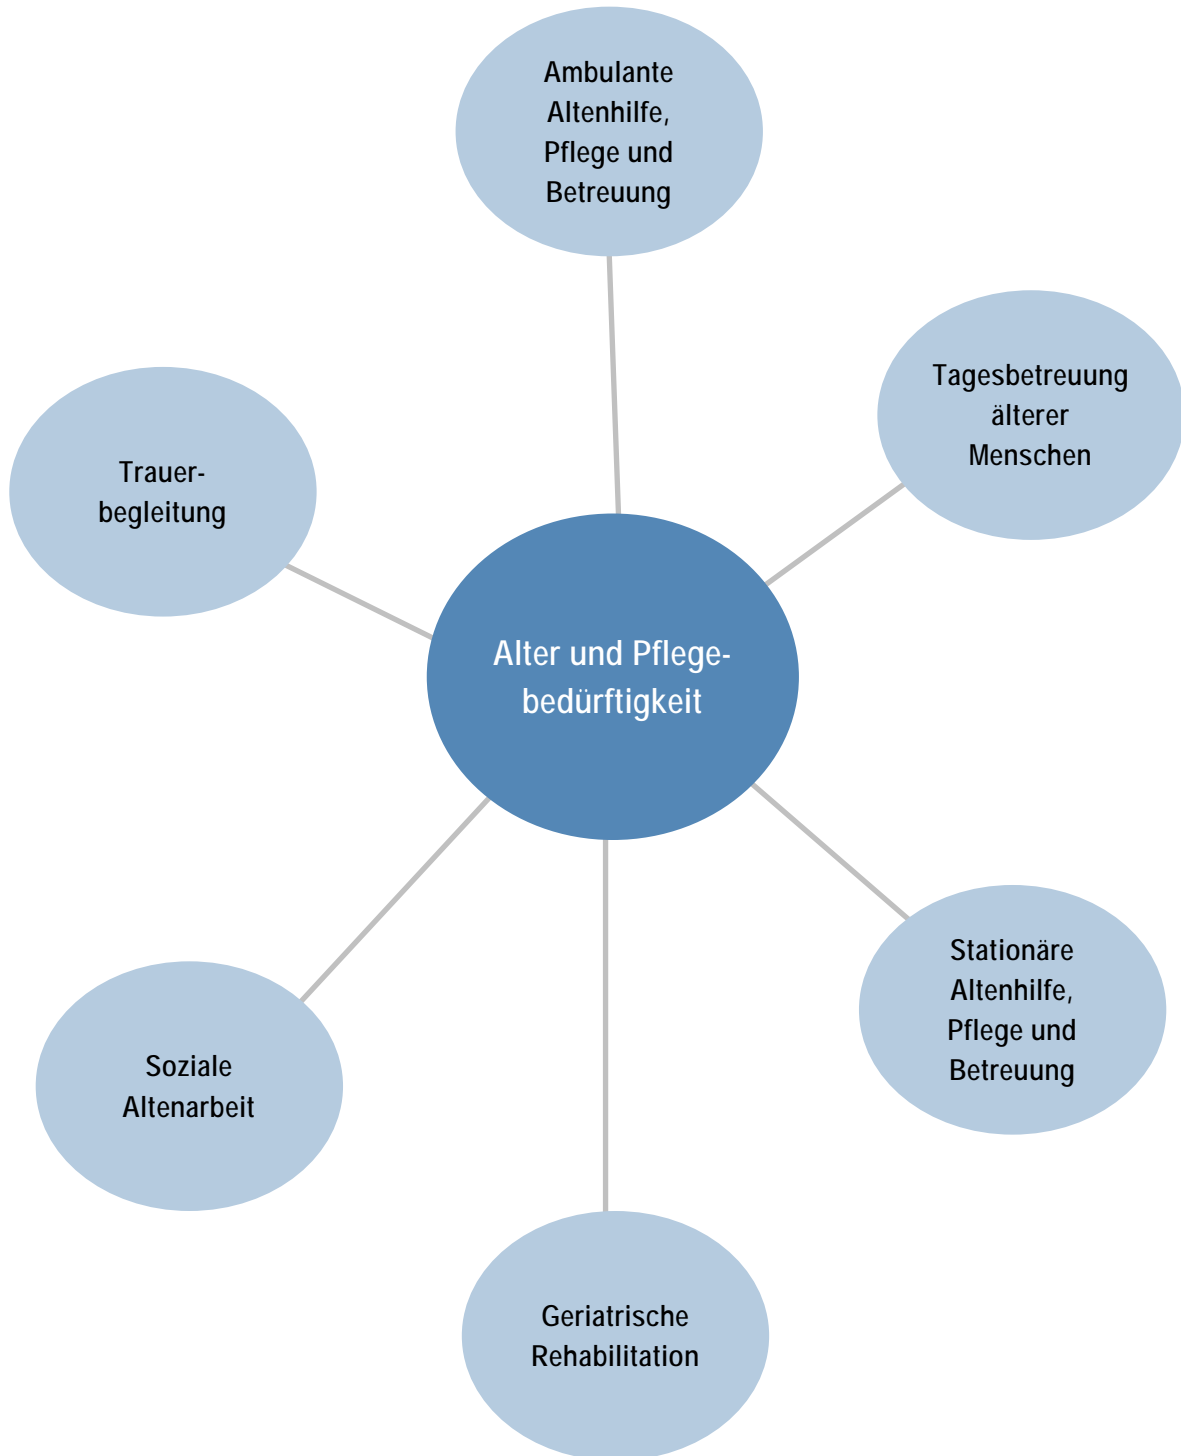 Ambulante
Altenhilfe,
Pflege und
Betreuung
Tagesbetreuung
älterer
Menschen
Trauer-
begleitung
Alter und Pflege-
bedürftigkeit
Stationäre
Altenhilfe,
Pflege und
Betreuung
Soziale
Altenarbeit
Geriatrische
Rehabilitation